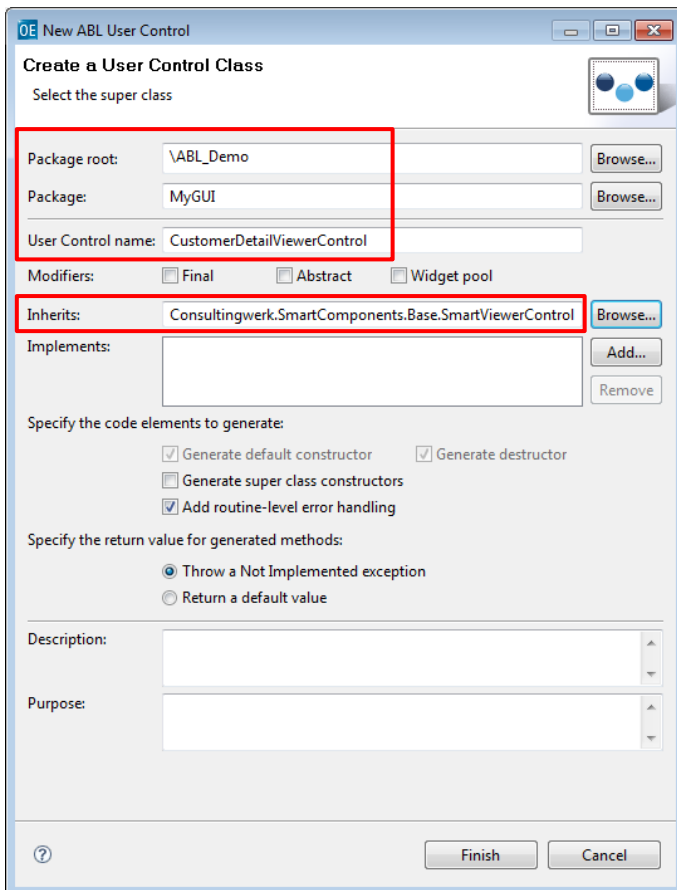 OE New ABL User Control
Create a User Control Class
Select the super class
Package root: \ABL_Demo Browse...
Package: MyGUI Browse...
User Control name: CustomerDetailViewerControl
Modifiers: Final Abstract Widget pool
Inherits: Consultingwerk.SmartComponents.Base.SmartViewerControl Browse...
Implements: Add...
Remove
Specify the code elements to generate:
Generate default constructor Generate destructor
Generate super class constructors
Add routine-level error handling
Specify the return value for generated methods:
Throw a Not Implemented exception
Return a default value
Description:
Purpose:
? Finish Cancel